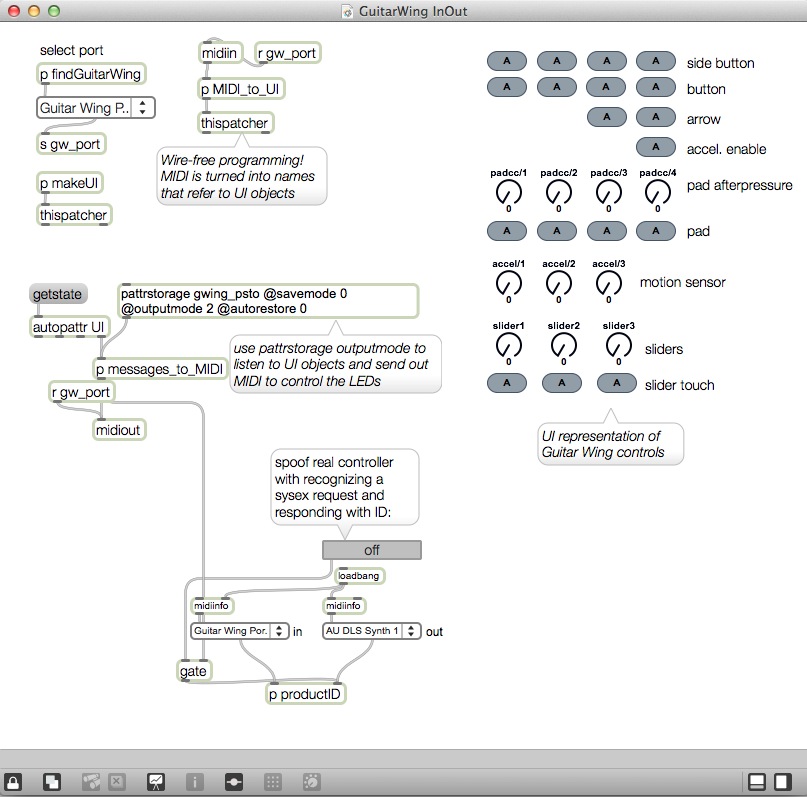 GuitarWing InOut
select port
p findGuitarWing
Guitar Wing P..
s gw_port
p makeUI
thispatcher
midiin
r gw_port
p MIDI_to_UI
thispatcher
Wire-free programming!
MIDI is turned into names
that refer to UI objects
A A A A side button
A A A A button
A A arrow
A accel. enable
padcc/1 padcc/2 padcc/3 padcc/4
pad afterpressure
0 0 0 0
A A A A pad
accel/1 accel/2 accel/3
motion sensor
0 0 0
slider1 slider2 slider3
sliders
0 0 0
A A A slider touch
UI representation of
Guitar Wing controls
getstate
pattrstorage gwing_psto @savemode 0
@outputmode 2 @autorestore 0
autopattr UI
use pattrstorage outputmode to
listen to UI objects and send out
MIDI to control the LEDs
p messages_to_MIDI
r gw_port
midiout
spoof real controller
with recognizing a
sysex request and
responding with ID:
off
loadbang
midiinfo midiinfo
Guitar Wing Por. in AU DLS Synth 1 out
gate
p productID